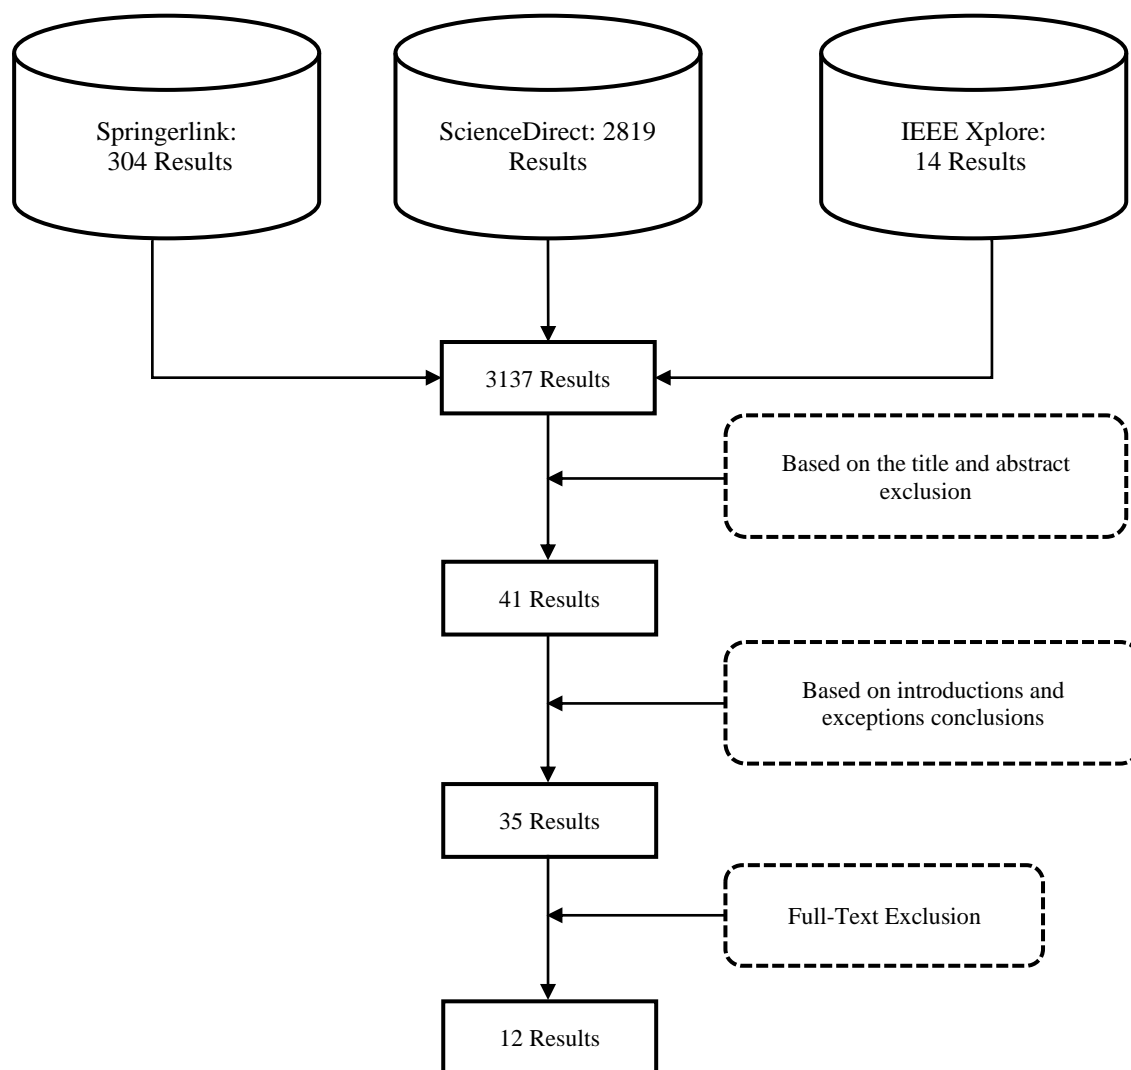 Springerlink:
304 Results
ScienceDirect: 2819
Results
IEEE Xplore:
14 Results
3137 Results
Based on the title and abstract
exclusion
41 Results
Based on introductions and
exceptions conclusions
35 Results
Full-Text Exclusion
12 Results